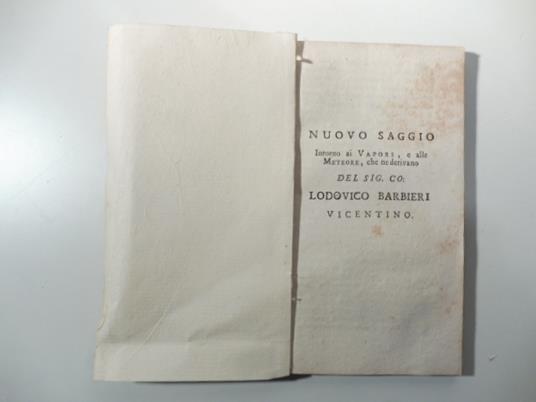 NUOVO SAGGIO
Intorno ai VAPORI, e alle
METEORE, che ne derivano
DEL SIG. CO:
LODOVICO BARBIERI
VICENTINO.